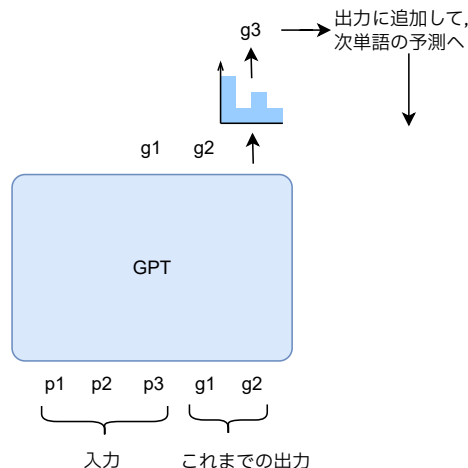 g3
出力に追加して,
次単語の予測へ
g1 g2
GPT
p1 p2 p3 g1 g2
入力 これまでの出力